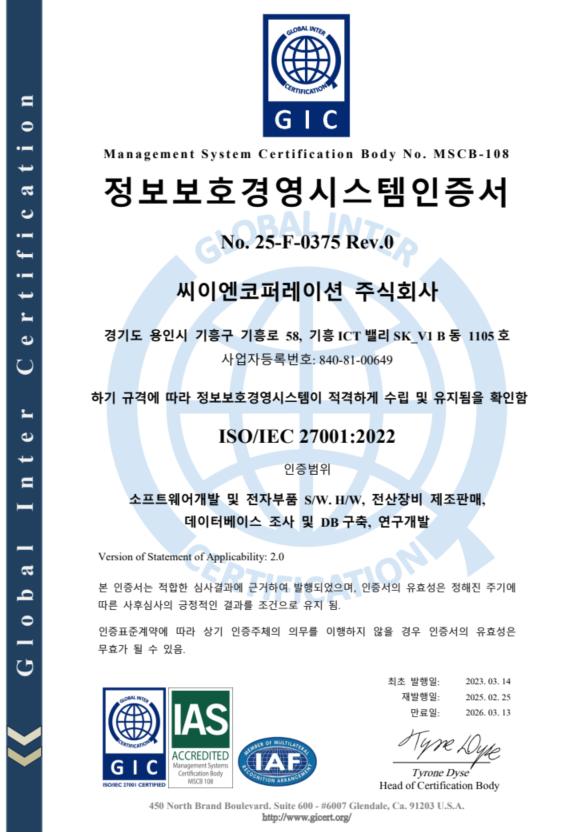 Global Inter Certification
GLOBAL INTER
CERTIFICATION
GIC
Management System Certification Body No. MSCB-108
정보보호경영시스템인증서
GLOBAL INTER
No. 25-F-0375 Rev.0
씨이엔코퍼레이션 주식회사
경기도 용인시 기흥구 기흥로 58, 기흥 ICT 밸리 SK_V1 B 동 1105 호
사업자등록번호: 840-81-00649
하기 규격에 따라 정보보호경영시스템이 적격하게 수립 및 유지됨을 확인함
ISO/IEC 27001:2022
인증범위
소프트웨어개발 및 전자부품 S/W. H/W, 전산장비 제조판매,
데이터베이스 조사 및 DB 구축, 연구개발
Version of Statement of Applicability: 2.0
CERTIFICATION
본 인증서는 적합한 심사결과에 근거하여 발행되었으며, 인증서의 유효성은 정해진 주기에
따른 사후심사의 긍정적인 결과를 조건으로 유지 됨.
인증표준계약에 따라 상기 인증주체의 의무를 이행하지 않을 경우 인증서의 유효성은
무효가 될 수 있음.
최초 발행일: 2023. 03. 14
재발행일: 2025. 02. 25
만료일: 2026. 03. 13
GLOBAL INTER
CERTIFICATION
GIC
ISO/IEC 27001 CERTIFIED
IAS
ACCREDITED
Management Systems
Certification Body
MSCB 108
MEMBER OF MULTILATERAL
IAF
RECOGNITION ARRANGEMENT
Tyrone Dyse
Head of Certification Body
450 North Brand Boulevard. Suite 600 - #6007 Glendale, Ca. 91203 U.S.A.
http://www.gicert.org/